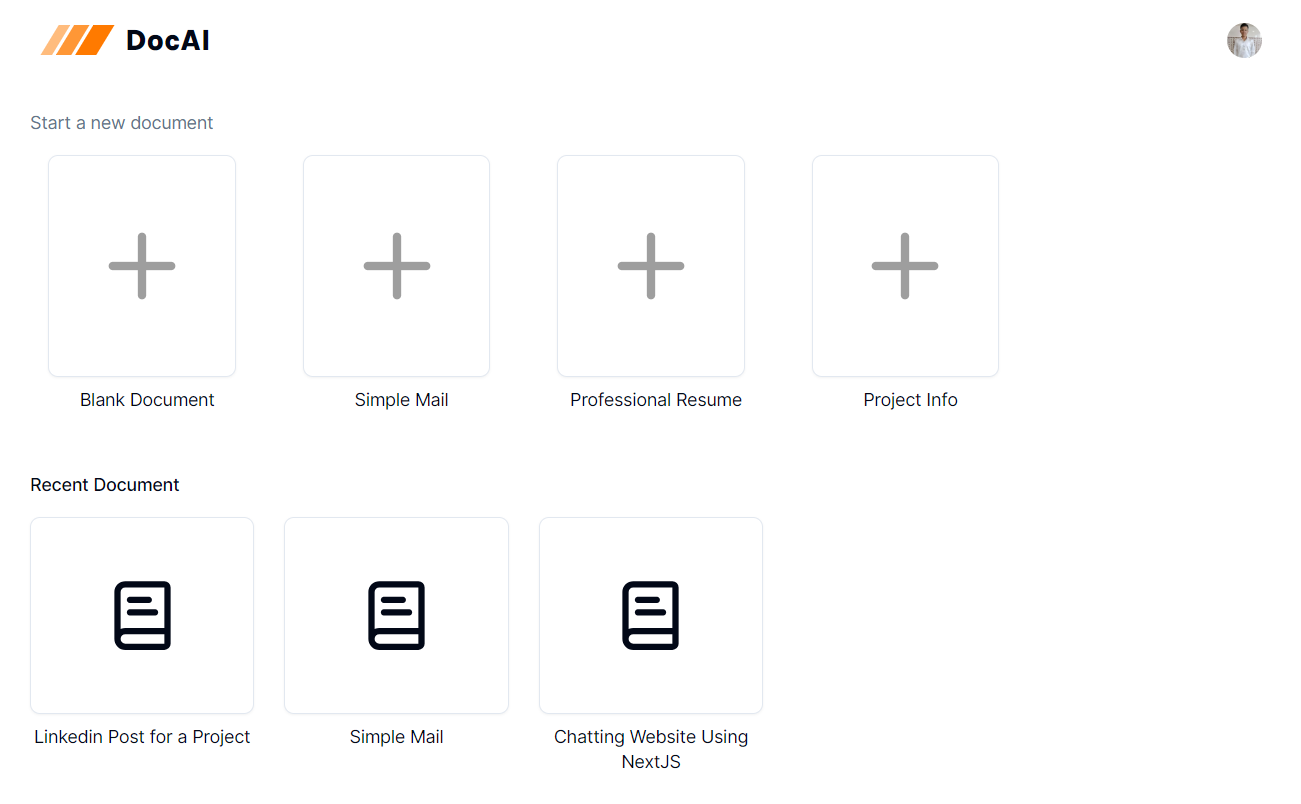 DocAI
Start a new document
Blank Document
Simple Mail
Professional Resume
Project Info
Recent Document
Linkedin Post for a Project
Simple Mail
Chatting Website Using
NextJS